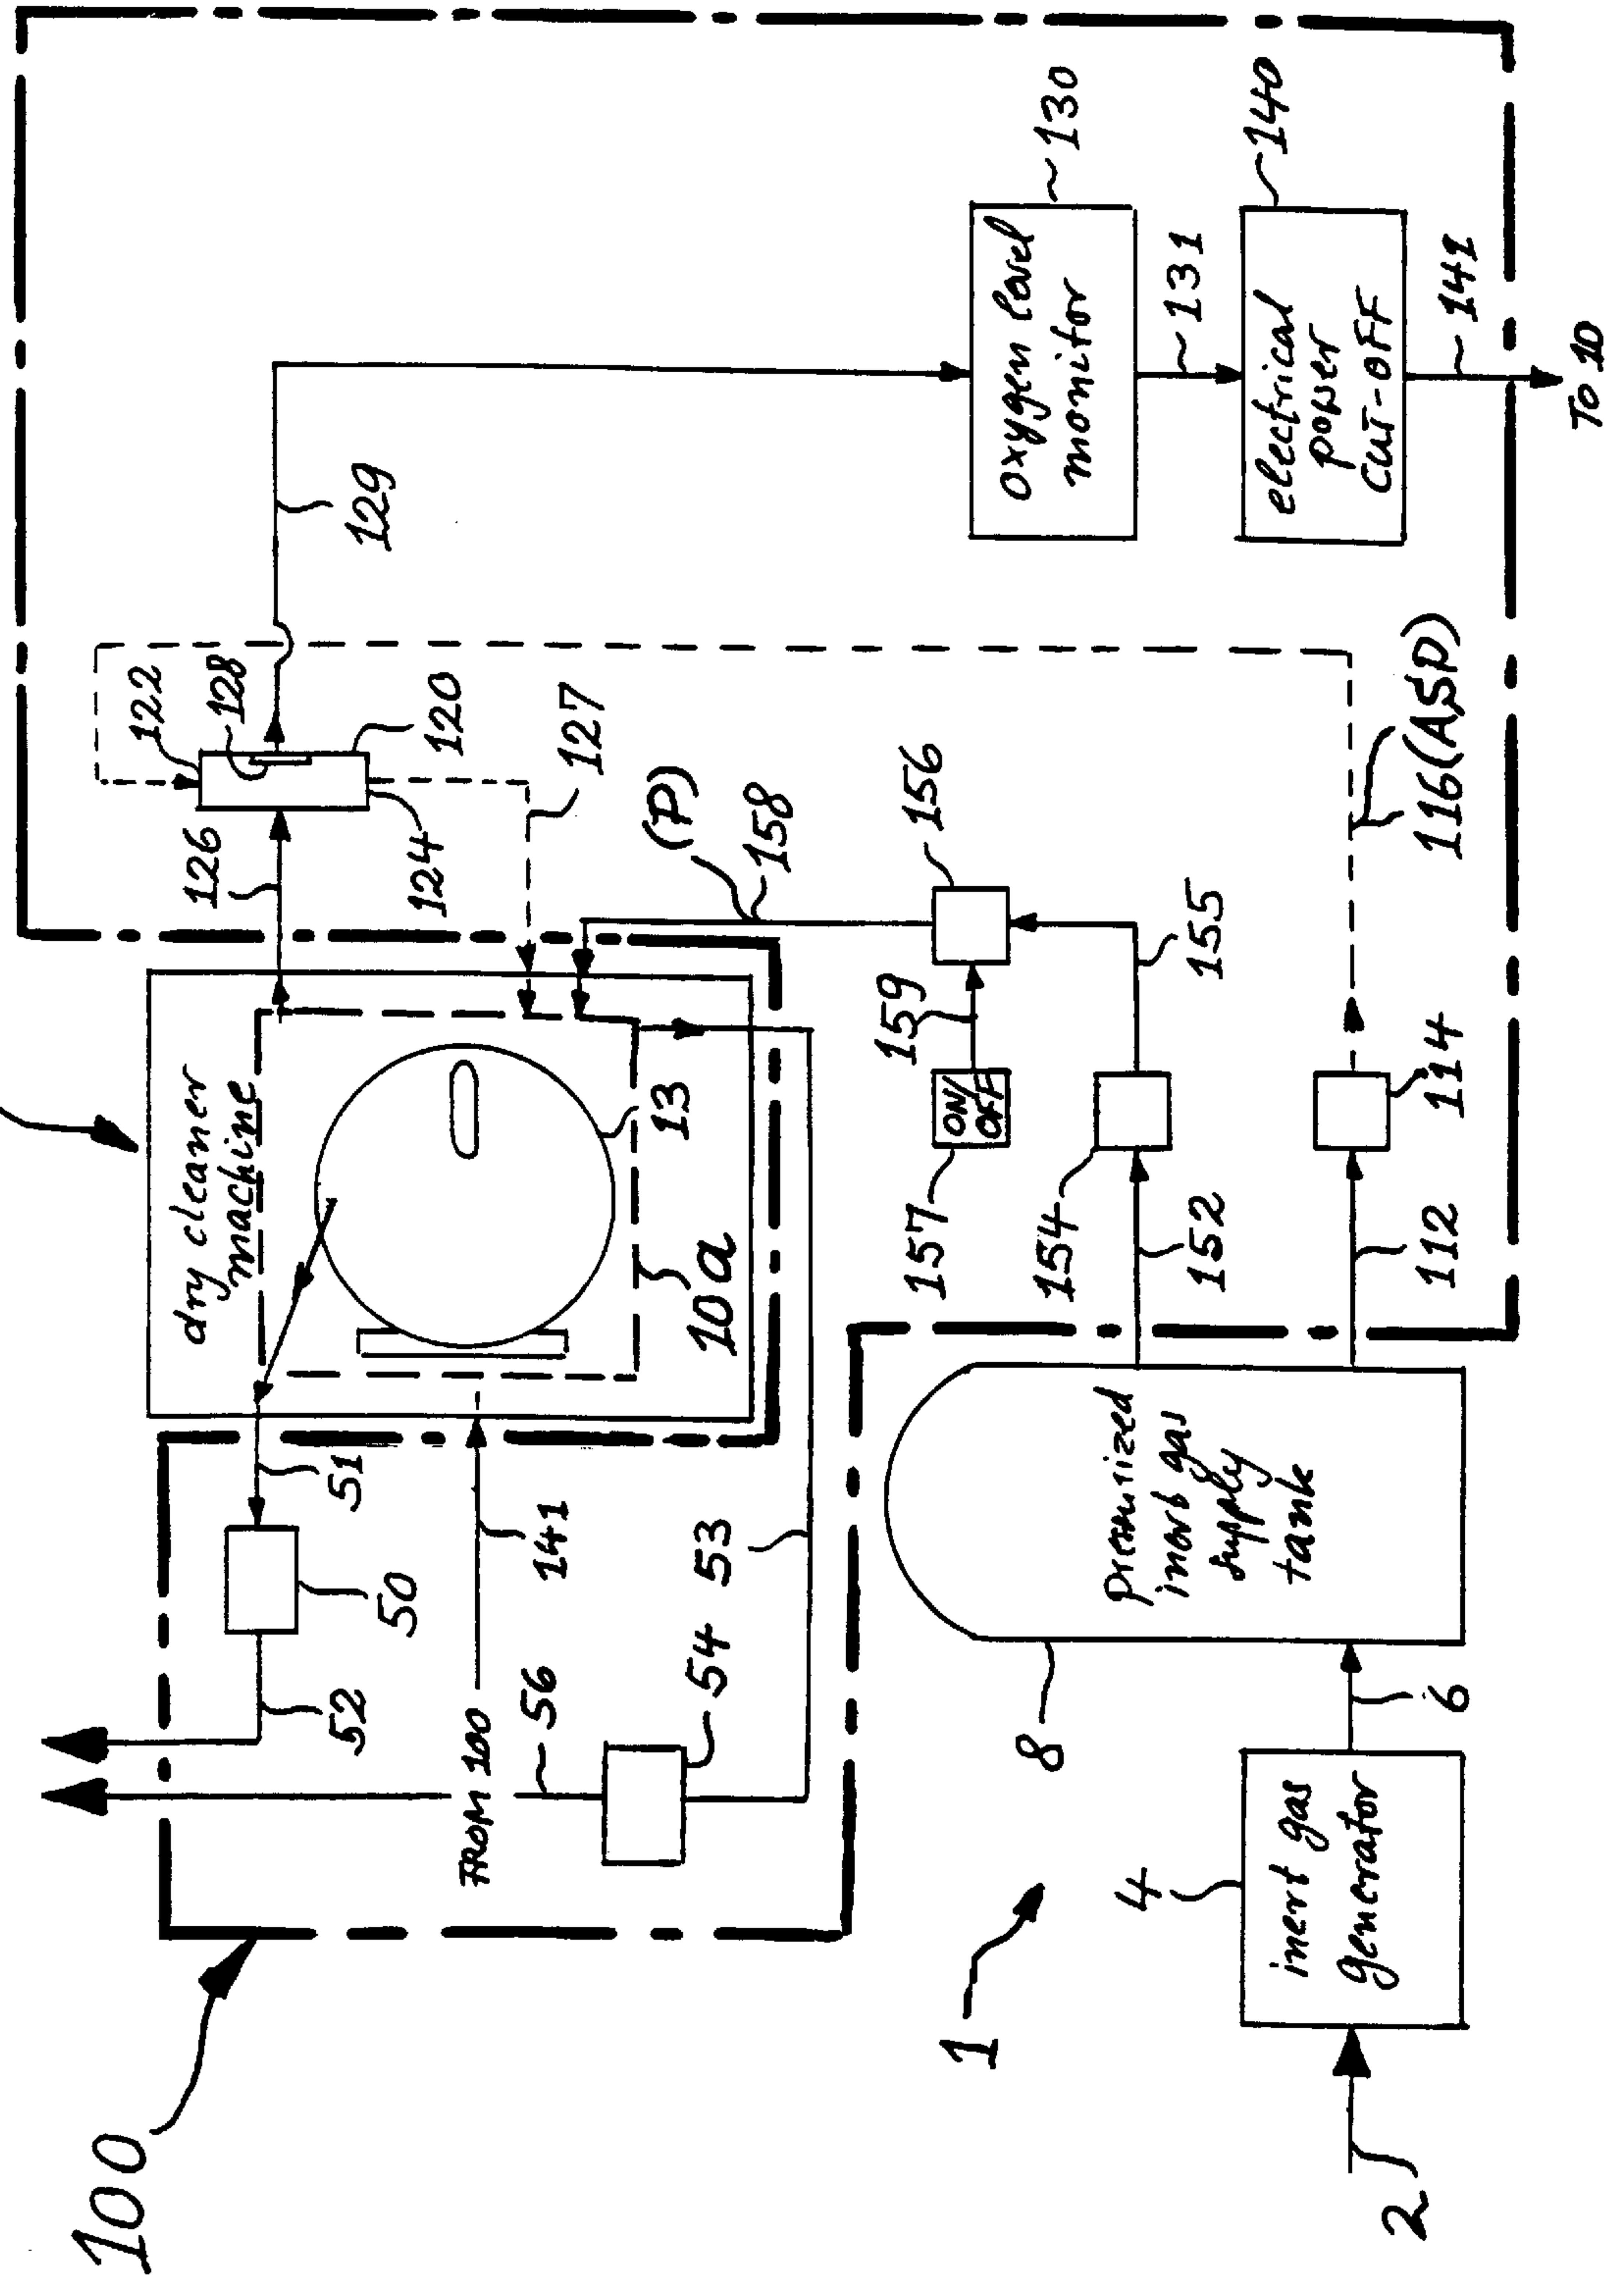 100
122
dry cleaner
machine
126
128
52
51
129
50
124
120
FROM 100
56
141
127
54
53
10a
13
(P)
158
157
159
156
ON/
OFF
1
8
154
oxygen level
monitor
130
4
pressurized
inert gas
supply
tank
152
155
131
inert gas
generator
electrical
power
CUT-OFF
140
2
6
112
114
116(ASP)
141
TO 10